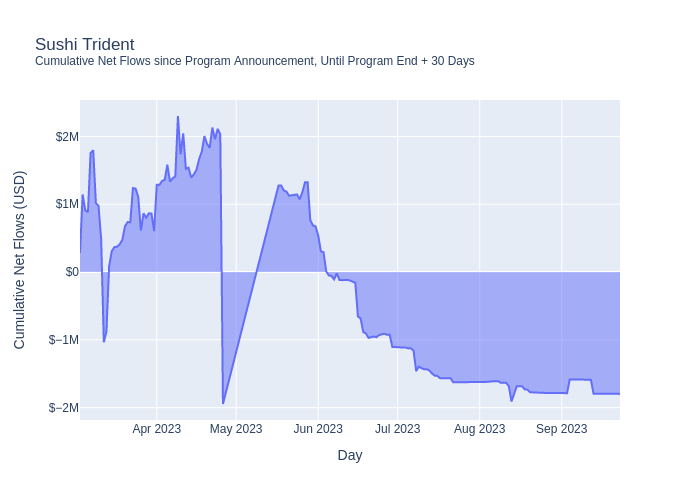 Sushi Trident
Cumulative Net Flows since Program Announcement, Until Program End + 30 Days
Cumulative Net Flows (USD)
$2M
$1M
$0
$−1M
$−2M
Apr 2023
May 2023
Jun 2023
Jul 2023
Aug 2023
Sep 2023
Day